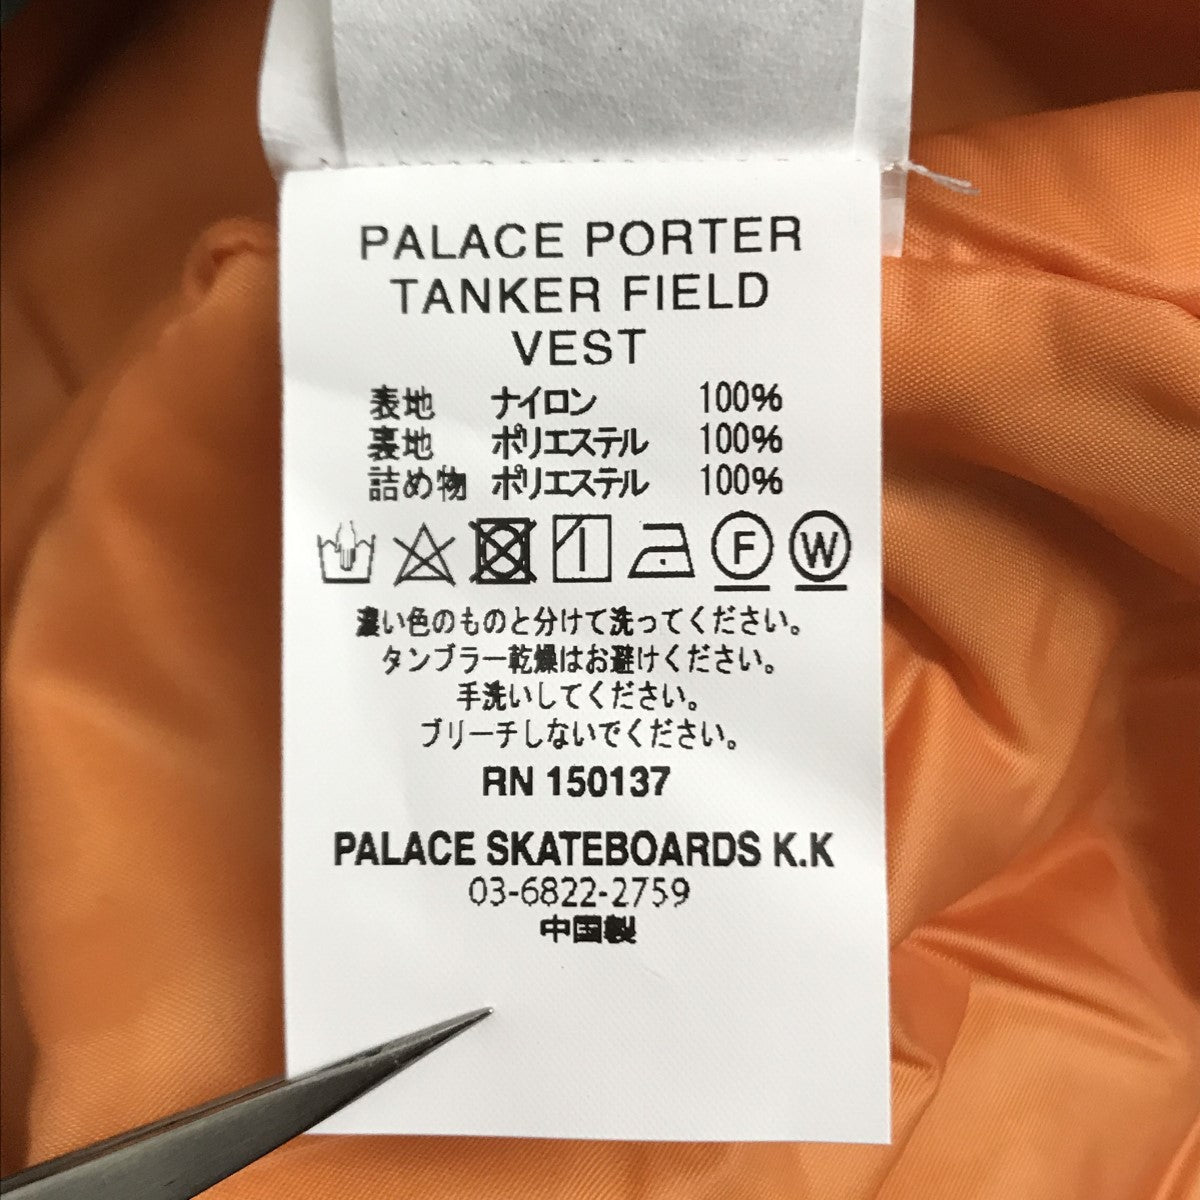 PALACE PORTER
TANKER FIELD
VEST
表地 ナイロン 100%
裏地 ポリエステル 100%
詰め物 ポリエステル 100%
F W
濃い色のものと分けて洗ってください。
タンブラー乾燥はお避けください。
手洗いしてください。
ブリーチしないでください。
RN 150137
PALACE SKATEBOARDS K.K
03-6822-2759
中国製